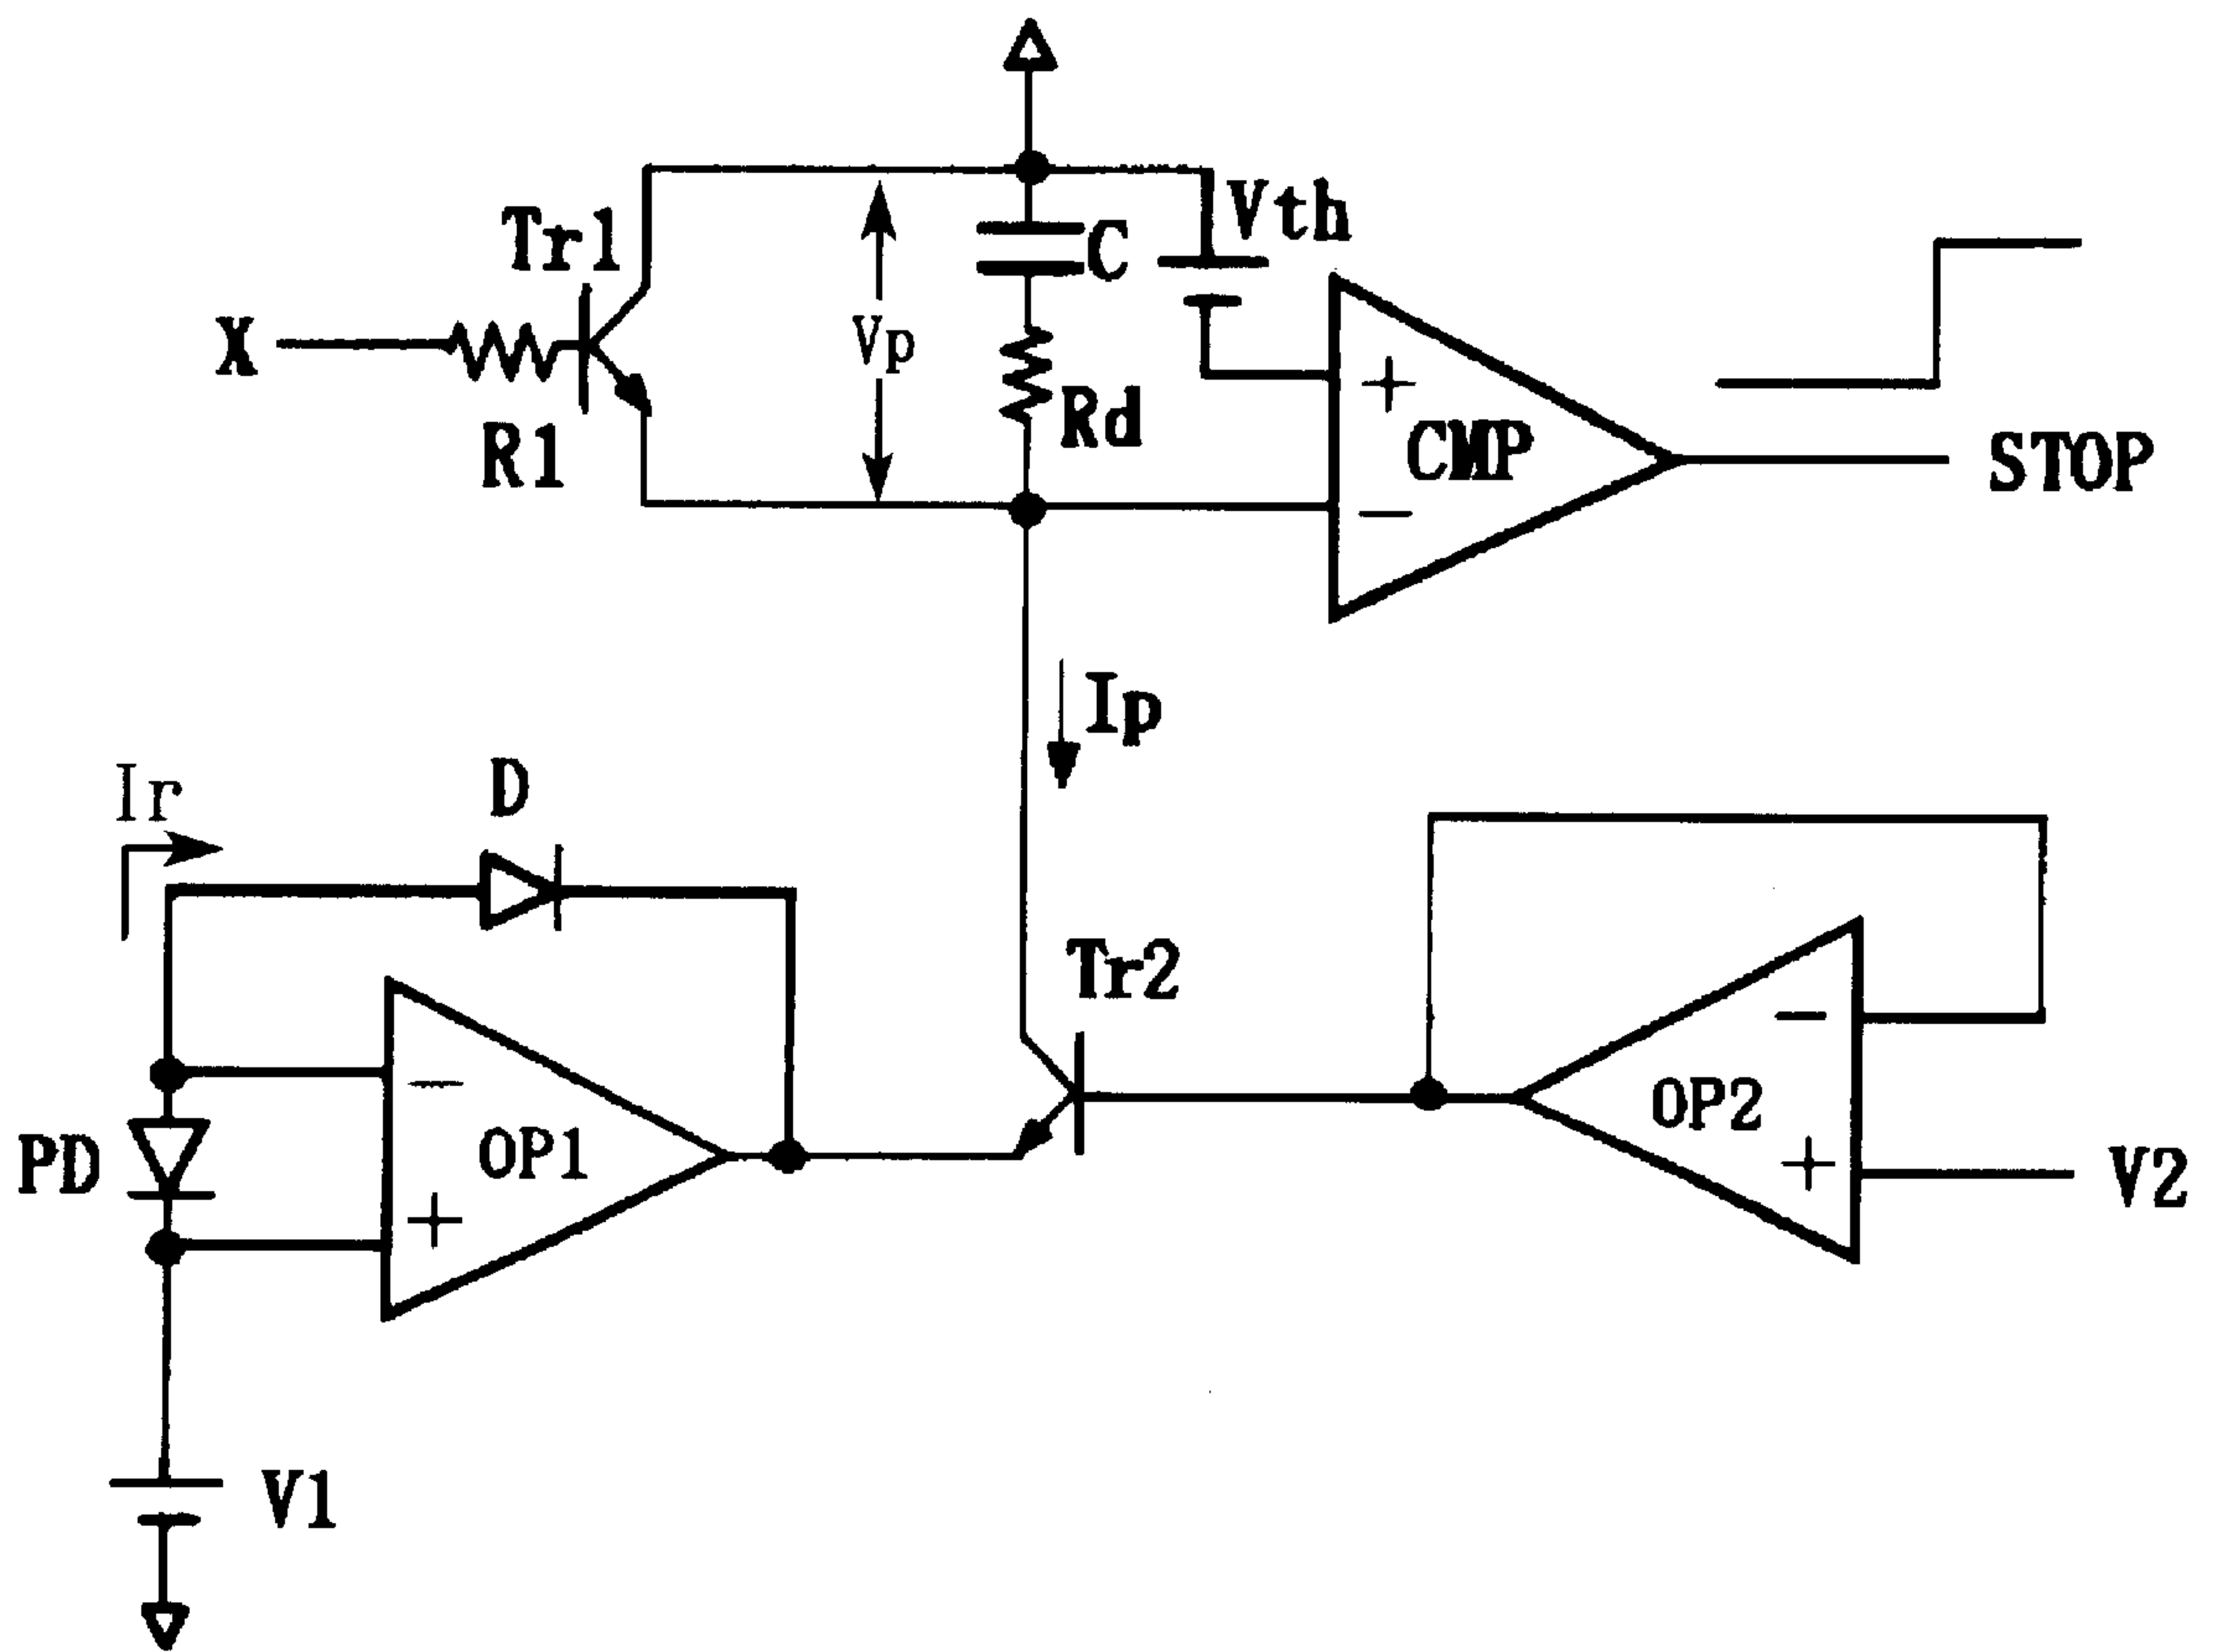 Vth
Tr1
C
X
Vp
+
Rd
CMP
R1
STOP
−
Ip
Ir
D
Tr2
−
−
OP2
PD
OP1
+
V2
+
V1